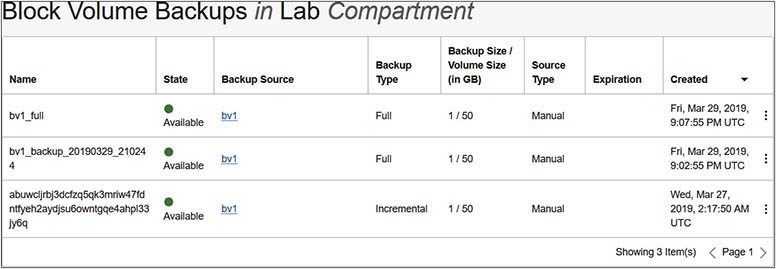 Block Volume Backups in Lab Compartment
Name State Backup Source Backup Type Backup Size / Volume Size (in GB) Source Type Expiration Created
bv1_full Available bv1 Full 1 / 50 Manual Fri, Mar 29, 2019, 9:07:55 PM UTC
bv1_backup_20190329_210244 Available bv1 Full 1 / 50 Manual Fri, Mar 29, 2019, 9:02:55 PM UTC
abuwcljrbj3dcfzq5qk3mriw47fdntfyeh2aydjsu6owntgqe4ahpl33jy6q Available bv1 Incremental 1 / 50 Manual Wed, Mar 27, 2019, 2:17:50 AM UTC
Showing 3 Item(s) < Page 1 >